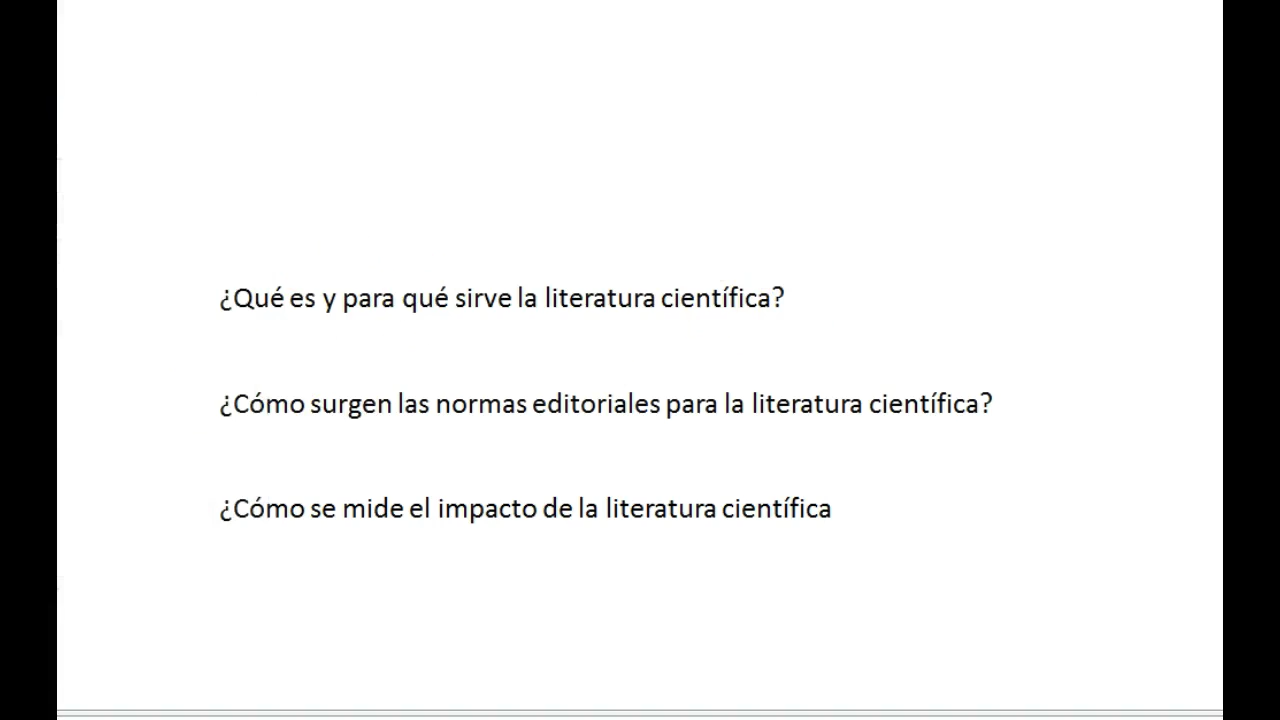 ¿Qué es y para qué sirve la literatura científica?
¿Cómo surgen las normas editoriales para la literatura científica?
¿Cómo se mide el impacto de la literatura científica